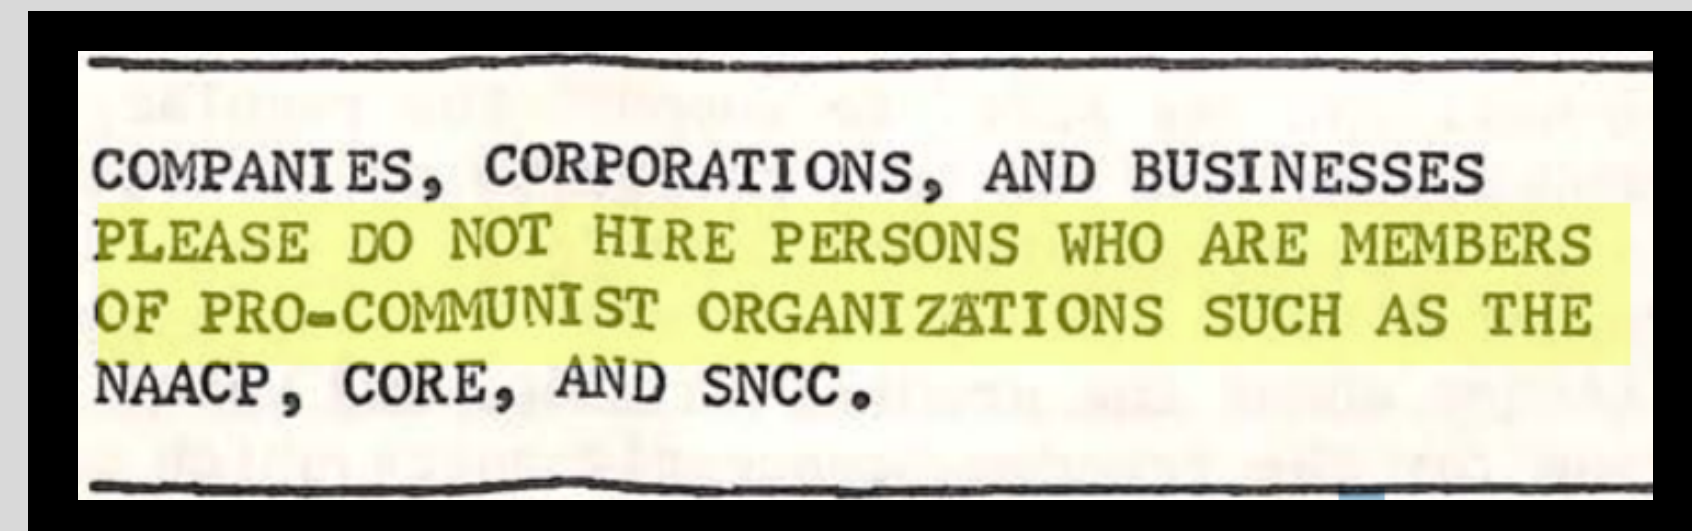 COMPANIES, CORPORATIONS, AND BUSINESSES
PLEASE DO NOT HIRE PERSONS WHO ARE MEMBERS
OF PRO-COMMUNIST ORGANIZATIONS SUCH AS THE
NAACP, CORE, AND SNCC.